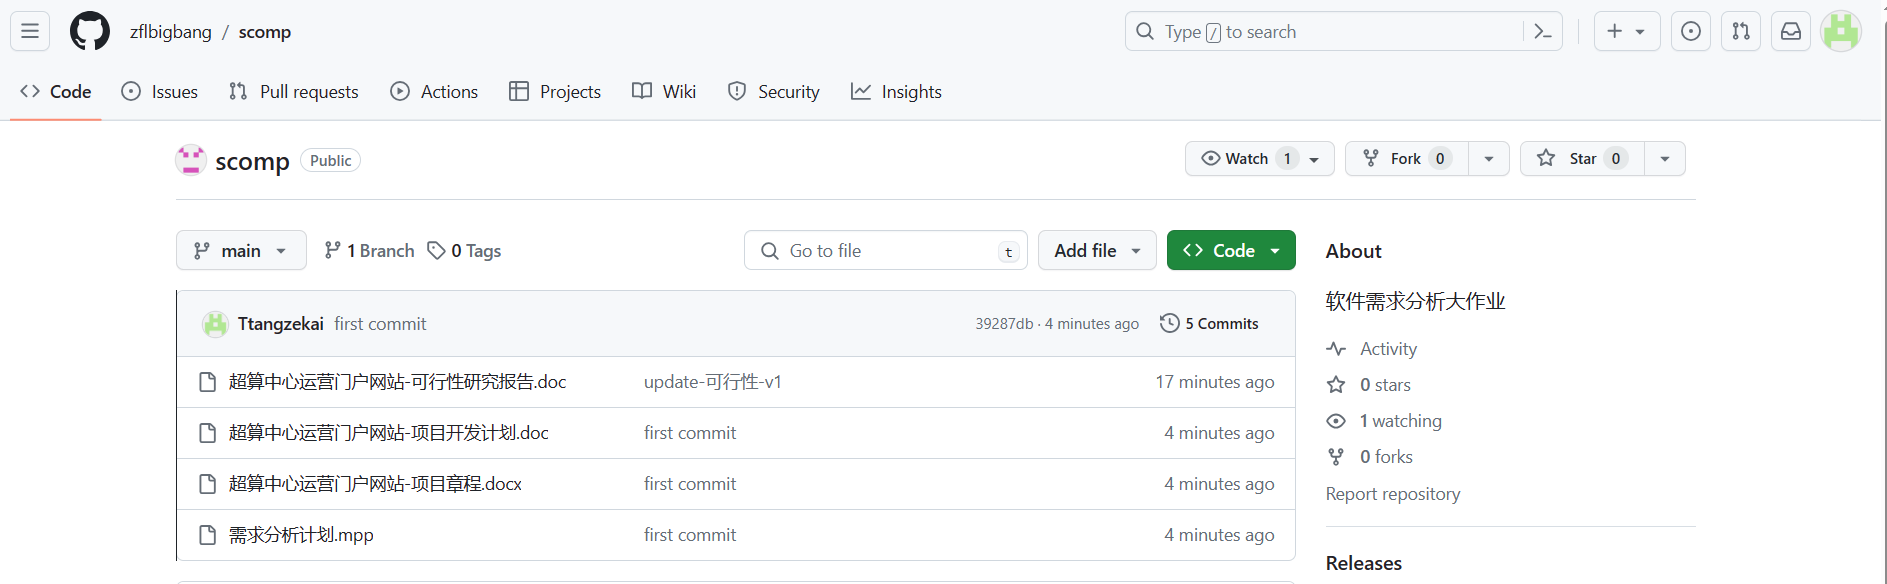 zflbigbang / scomp
Type / to search
Code
Issues
Pull requests
Actions
Projects
Wiki
Security
Insights
scomp Public
Watch 1
Fork 0
Star 0
main
1 Branch
0 Tags
Go to file t
Add file
Code
Ttangzekai first commit 39287db · 4 minutes ago 5 Commits
超算中心运营门户网站-可行性研究报告.doc update-可行性-v1 17 minutes ago
超算中心运营门户网站-项目开发计划.doc first commit 4 minutes ago
超算中心运营门户网站-项目章程.docx first commit 4 minutes ago
需求分析计划.mpp first commit 4 minutes ago
About
软件需求分析大作业
Activity
0 stars
1 watching
0 forks
Report repository
Releases